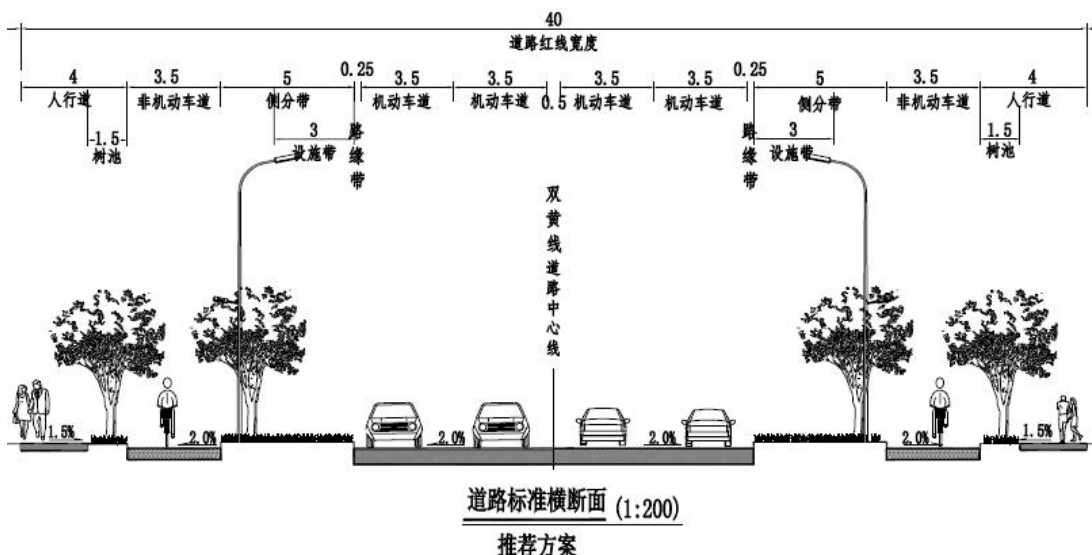 40
道路红线宽度
4 3.5 5 0.25 3.5 3.5 0.5 3.5 3.5 0.25 5 3.5 4
人行道 非机动车道 侧分带 机动车道 机动车道 机动车道 机动车道 侧分带 非机动车道 人行道
1.5 3 3 1.5
树池 设施带 路缘带 路缘带 设施带 树池
双黄线道路中心线
1.5% 2.0% 2.0% 2.0% 2.0% 1.5%
道路标准横断面 (1:200)
推荐方案